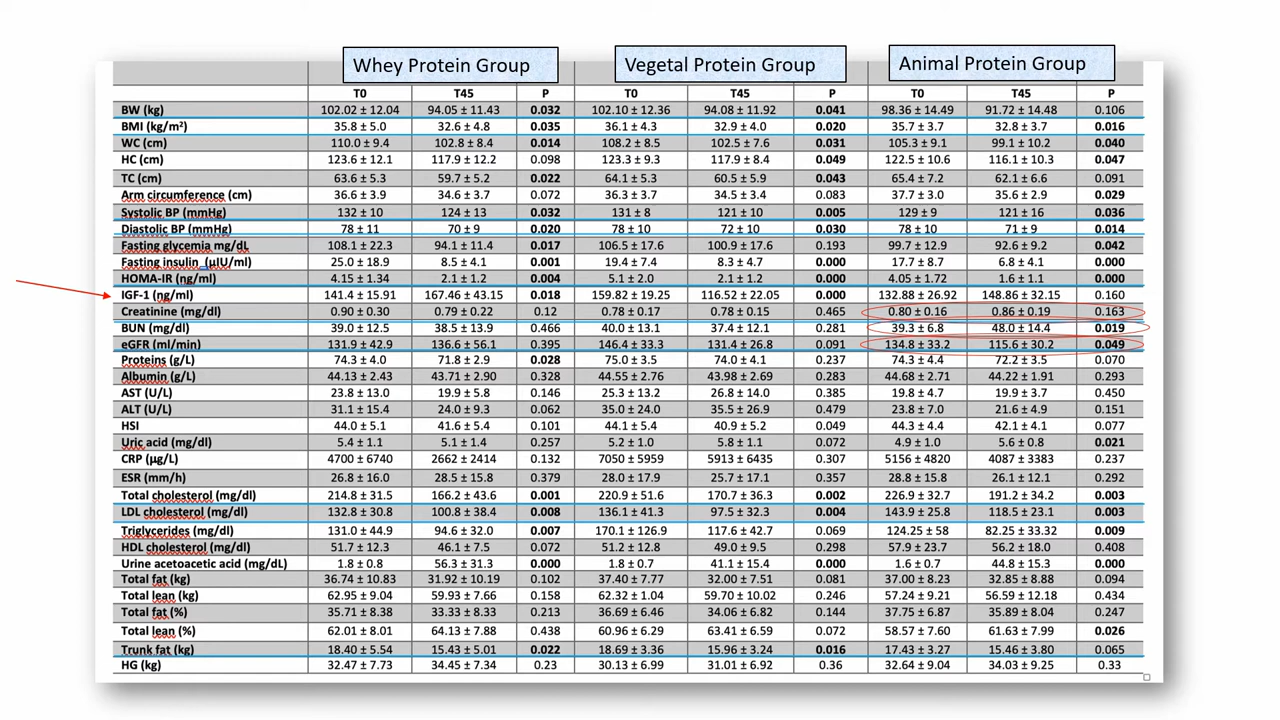 Whey Protein Group Vegetal Protein Group Animal Protein Group
T0 T45 P T0 T45 P T0 T45 P
BW (kg) 102.02 ± 12.04 94.05 ± 11.43 0.032 102.10 ± 12.36 94.08 ± 11.92 0.041 98.36 ± 14.49 91.72 ± 14.48 0.106
BMI (kg/m²) 35.8 ± 5.0 32.6 ± 4.8 0.035 36.1 ± 4.3 32.9 ± 4.0 0.020 35.7 ± 3.7 32.8 ± 3.7 0.016
WC (cm) 110.0 ± 9.4 102.8 ± 8.4 0.014 108.2 ± 8.5 102.5 ± 7.6 0.031 105.3 ± 9.1 99.1 ± 10.2 0.040
HC (cm) 123.6 ± 12.1 117.9 ± 12.2 0.098 123.3 ± 9.3 117.9 ± 8.4 0.049 122.5 ± 10.6 116.1 ± 10.3 0.047
TC (cm) 63.6 ± 5.3 59.7 ± 5.2 0.022 64.1 ± 5.3 60.5 ± 5.9 0.043 65.4 ± 7.2 62.1 ± 6.6 0.091
Arm circumference (cm) 36.6 ± 3.9 34.6 ± 3.7 0.072 36.3 ± 3.7 34.5 ± 3.4 0.083 37.7 ± 3.0 35.6 ± 2.9 0.029
Systolic BP (mmHg) 132 ± 10 124 ± 13 0.032 131 ± 8 121 ± 10 0.005 129 ± 9 121 ± 16 0.036
Diastolic BP (mmHg) 78 ± 11 70 ± 9 0.020 78 ± 10 72 ± 10 0.030 78 ± 10 71 ± 9 0.014
Fasting glycemia mg/dL 108.1 ± 22.3 94.1 ± 11.4 0.017 106.5 ± 17.6 100.9 ± 17.6 0.193 99.7 ± 12.9 92.6 ± 9.2 0.042
Fasting insulin (µIU/ml) 25.0 ± 18.9 8.5 ± 4.1 0.001 19.4 ± 7.4 8.3 ± 4.7 0.000 17.7 ± 8.7 6.8 ± 4.1 0.000
HOMA-IR (ng/ml) 4.15 ± 1.34 2.1 ± 1.2 0.004 5.1 ± 2.0 2.1 ± 1.2 0.000 4.05 ± 1.72 1.6 ± 1.1 0.000
IGF-1 (ng/ml) 141.4 ± 15.91 167.46 ± 43.15 0.018 159.82 ± 19.25 116.52 ± 22.05 0.000 132.88 ± 26.92 148.86 ± 32.15 0.160
Creatinine (mg/dl) 0.90 ± 0.30 0.79 ± 0.22 0.12 0.78 ± 0.17 0.78 ± 0.15 0.465 0.80 ± 0.16 0.86 ± 0.19 0.163
BUN (mg/dl) 39.0 ± 12.5 38.5 ± 13.9 0.466 40.0 ± 13.1 37.4 ± 12.1 0.281 39.3 ± 6.8 48.0 ± 14.4 0.019
eGFR (ml/min) 131.9 ± 42.9 136.6 ± 56.1 0.395 146.4 ± 33.3 131.4 ± 26.8 0.091 134.8 ± 33.2 115.6 ± 30.2 0.049
Proteins (g/L) 74.3 ± 4.0 71.8 ± 2.9 0.028 75.0 ± 3.5 74.0 ± 4.1 0.237 74.3 ± 4.4 72.2 ± 3.5 0.070
Albumin (g/L) 44.13 ± 2.43 43.71 ± 2.90 0.328 44.55 ± 2.76 43.98 ± 2.69 0.283 44.68 ± 2.71 44.22 ± 1.91 0.293
AST (U/L) 23.8 ± 13.0 19.9 ± 5.8 0.146 25.3 ± 13.2 26.8 ± 14.0 0.385 19.8 ± 4.7 19.9 ± 3.7 0.450
ALT (U/L) 31.1 ± 15.4 24.0 ± 9.3 0.062 35.0 ± 24.0 35.5 ± 26.9 0.479 23.8 ± 7.0 21.6 ± 4.9 0.151
HSI 44.0 ± 5.1 41.6 ± 5.4 0.101 44.1 ± 5.4 40.9 ± 5.2 0.049 44.3 ± 4.4 42.1 ± 4.1 0.077
Uric acid (mg/dl) 5.4 ± 1.1 5.1 ± 1.4 0.257 5.2 ± 1.0 5.8 ± 1.1 0.072 4.9 ± 1.0 5.6 ± 0.8 0.021
CRP (µg/L) 4700 ± 6740 2662 ± 2414 0.132 7050 ± 5959 5913 ± 6435 0.307 5156 ± 4820 4087 ± 3383 0.237
ESR (mm/h) 26.8 ± 16.0 28.5 ± 15.8 0.379 28.0 ± 17.9 25.7 ± 17.1 0.357 28.8 ± 15.8 26.1 ± 12.1 0.292
Total cholesterol (mg/dl) 214.8 ± 31.5 166.2 ± 43.6 0.001 220.9 ± 51.6 170.7 ± 36.3 0.002 226.9 ± 32.7 191.2 ± 34.2 0.003
LDL cholesterol (mg/dl) 132.8 ± 30.8 100.8 ± 38.4 0.008 136.1 ± 41.3 97.5 ± 32.3 0.004 143.9 ± 25.8 118.5 ± 23.1 0.003
Triglycerides (mg/dl) 131.0 ± 44.9 94.6 ± 32.0 0.007 170.1 ± 126.9 117.6 ± 42.7 0.069 124.25 ± 58 82.25 ± 33.32 0.009
HDL cholesterol (mg/dl) 51.7 ± 12.3 46.1 ± 7.5 0.072 51.2 ± 12.8 49.0 ± 9.5 0.298 57.9 ± 23.7 56.2 ± 18.0 0.408
Urine acetoacetic acid (mg/dL) 1.8 ± 0.8 56.3 ± 31.3 0.000 1.8 ± 0.7 41.1 ± 15.4 0.000 1.6 ± 0.7 44.8 ± 15.3 0.000
Total fat (kg) 36.74 ± 10.83 31.92 ± 10.19 0.102 37.40 ± 7.77 32.00 ± 7.51 0.081 37.00 ± 8.23 32.85 ± 8.88 0.094
Total lean (kg) 62.95 ± 9.04 59.93 ± 7.66 0.158 62.32 ± 1.04 59.70 ± 10.02 0.246 57.24 ± 9.21 56.59 ± 12.18 0.434
Total fat (%) 35.71 ± 8.38 33.33 ± 8.33 0.213 36.69 ± 6.46 34.06 ± 6.82 0.144 37.75 ± 6.87 35.89 ± 8.04 0.247
Total lean (%) 62.01 ± 8.01 64.13 ± 7.88 0.438 60.96 ± 6.29 63.41 ± 6.59 0.072 58.57 ± 7.60 61.63 ± 7.99 0.026
Trunk fat (kg) 18.40 ± 5.54 15.43 ± 5.01 0.022 18.69 ± 3.36 15.96 ± 3.24 0.016 17.43 ± 3.27 15.46 ± 3.80 0.065
HG (kg) 32.47 ± 7.73 34.45 ± 7.34 0.23 30.13 ± 6.99 31.01 ± 6.92 0.36 32.64 ± 9.04 34.03 ± 9.25 0.33